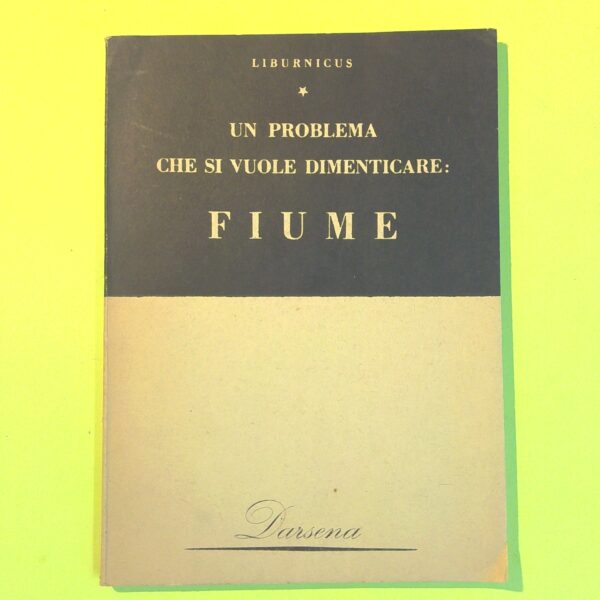 LIBURNICUS
UN PROBLEMA
CHE SI VUOLE DIMENTICARE:
FIUME
Darsena